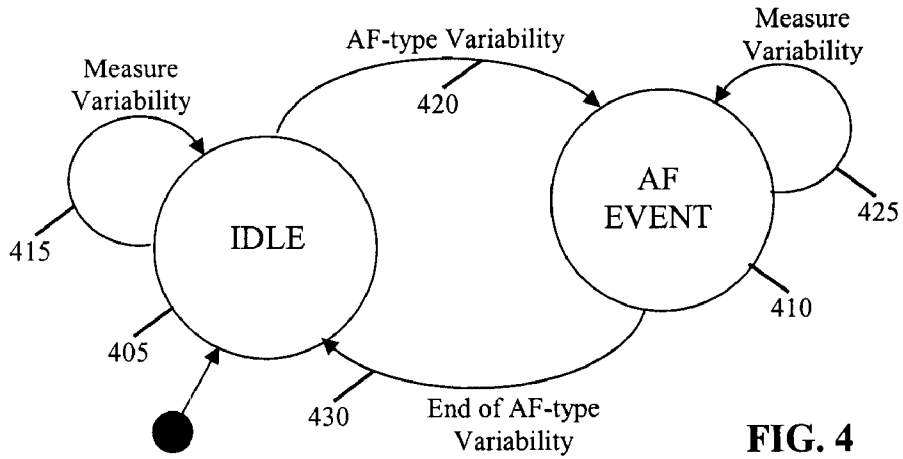 AF-type Variability
420
Measure
Variability
415
IDLE
405
Measure
Variability
425
AF
EVENT
410
430
End of AF-type
Variability
FIG. 4